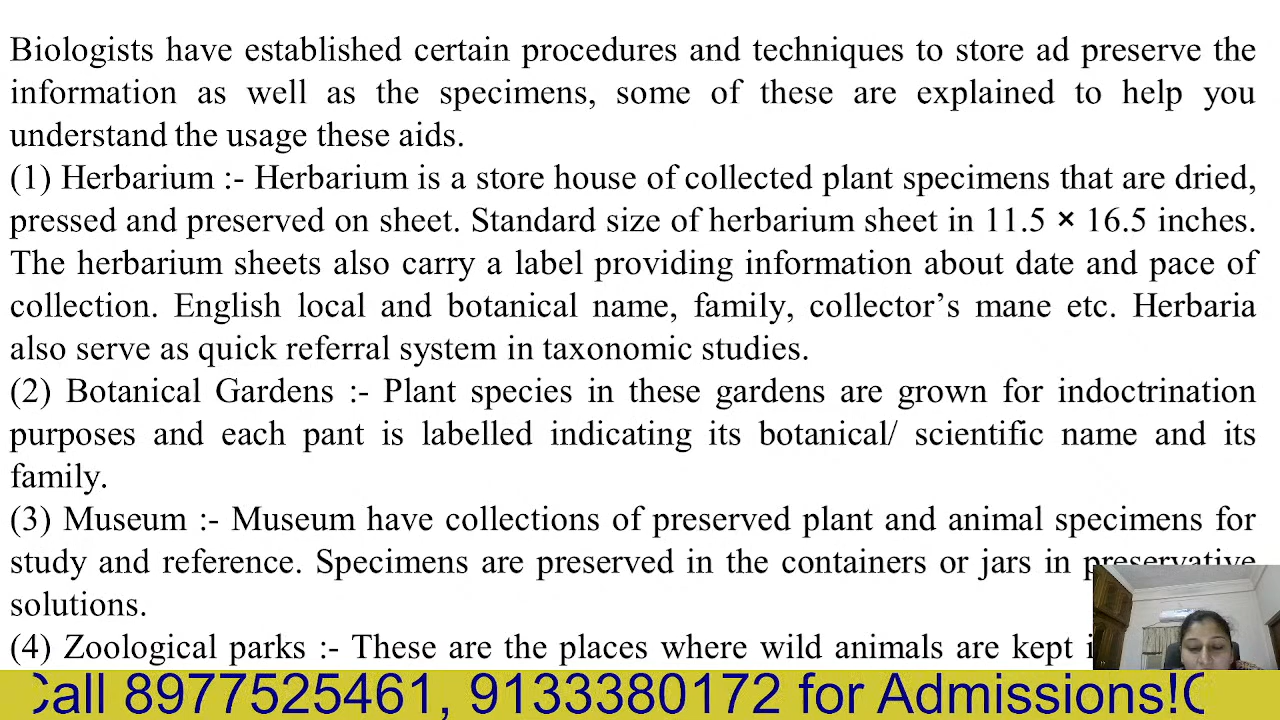 Biologists have established certain procedures and techniques to store ad preserve the
information as well as the specimens, some of these are explained to help you
understand the usage these aids.
(1) Herbarium :- Herbarium is a store house of collected plant specimens that are dried,
pressed and preserved on sheet. Standard size of herbarium sheet in 11.5 × 16.5 inches.
The herbarium sheets also carry a label providing information about date and pace of
collection. English local and botanical name, family, collector’s mane etc. Herbaria
also serve as quick referral system in taxonomic studies.
(2) Botanical Gardens :- Plant species in these gardens are grown for indoctrination
purposes and each pant is labelled indicating its botanical/ scientific name and its
family.
(3) Museum :- Museum have collections of preserved plant and animal specimens for
study and reference. Specimens are preserved in the containers or jars in preservative
solutions.
(4) Zoological parks :- These are the places where wild animals are kept
Call 8977525461, 9133380172 for Admissions!